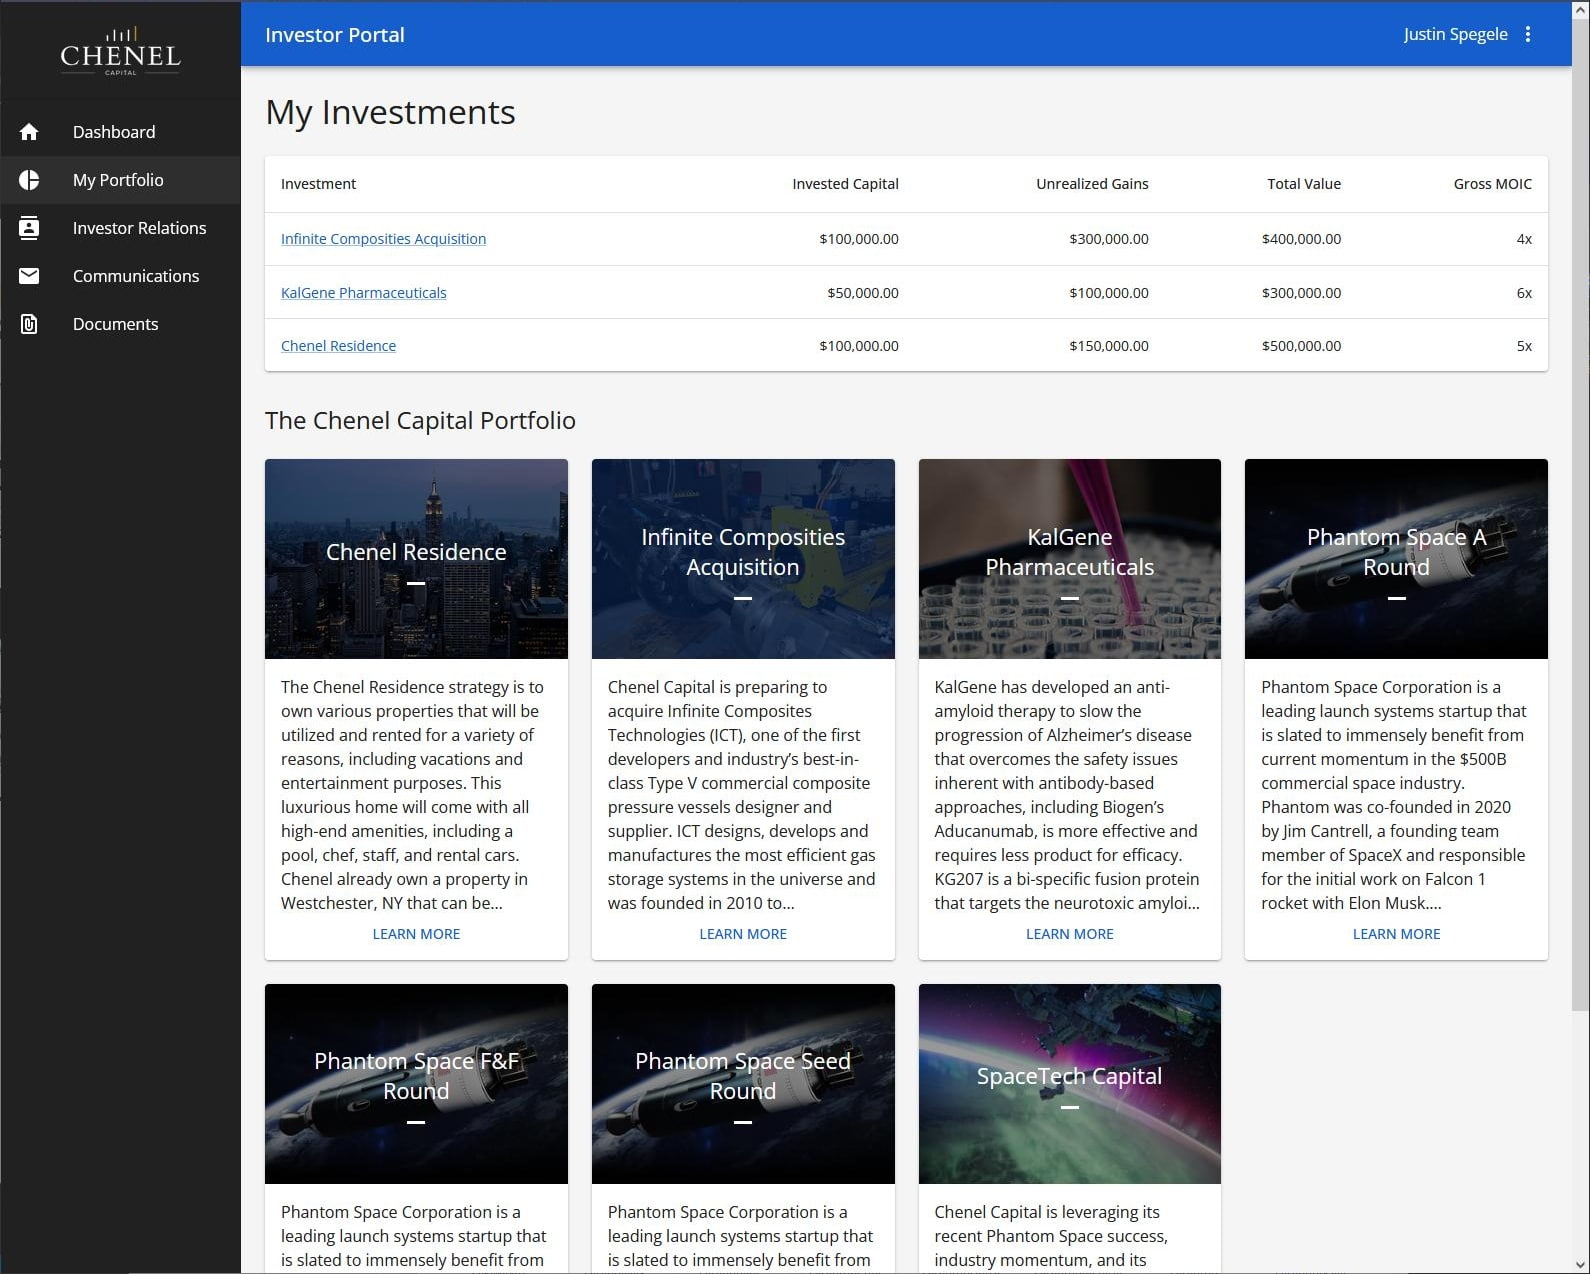 CHENEL
CAPITAL
Investor Portal
Justin Spegele
Dashboard
My Portfolio
Investor Relations
Communications
Documents
My Investments
Investment Invested Capital Unrealized Gains Total Value Gross MOIC
Infinite Composities Acquisition $100,000.00 $300,000.00 $400,000.00 4x
KalGene Pharmaceuticals $50,000.00 $100,000.00 $300,000.00 6x
Chenel Residence $100,000.00 $150,000.00 $500,000.00 5x
The Chenel Capital Portfolio
Chenel Residence
The Chenel Residence strategy is to
own various properties that will be
utilized and rented for a variety of
reasons, including vacations and
entertainment purposes. This
luxurious home will come with all
high-end amenities, including a
pool, chef, staff, and rental cars.
Chenel already own a property in
Westchester, NY that can be...
LEARN MORE
Infinite Composities
Acquisition
Chenel Capital is preparing to
acquire Infinite Composites
Technologies (ICT), one of the first
developers and industry’s best-in-
class Type V commercial composite
pressure vessels designer and
supplier. ICT designs, develops and
manufactures the most efficient gas
storage systems in the universe and
was founded in 2010 to...
LEARN MORE
KalGene
Pharmaceuticals
KalGene has developed an anti-
amyloid therapy to slow the
progression of Alzheimer’s disease
that overcomes the safety issues
inherent with antibody-based
approaches, including Biogen’s
Aducanumab, is more effective and
requires less product for efficacy.
KG207 is a bi-specific fusion protein
that targets the neurotoxic amyloi...
LEARN MORE
Phantom Space A
Round
Phantom Space Corporation is a
leading launch systems startup that
is slated to immensely benefit from
current momentum in the $500B
commercial space industry.
Phantom was co-founded in 2020
by Jim Cantrell, a founding team
member of SpaceX and responsible
for the initial work on Falcon 1
rocket with Elon Musk....
LEARN MORE
Phantom Space F&F
Round
Phantom Space Corporation is a
leading launch systems startup that
is slated to immensely benefit from
Phantom Space Seed
Round
Phantom Space Corporation is a
leading launch systems startup that
is slated to immensely benefit from
SpaceTech Capital
Chenel Capital is leveraging its
recent Phantom Space success,
industry momentum, and its